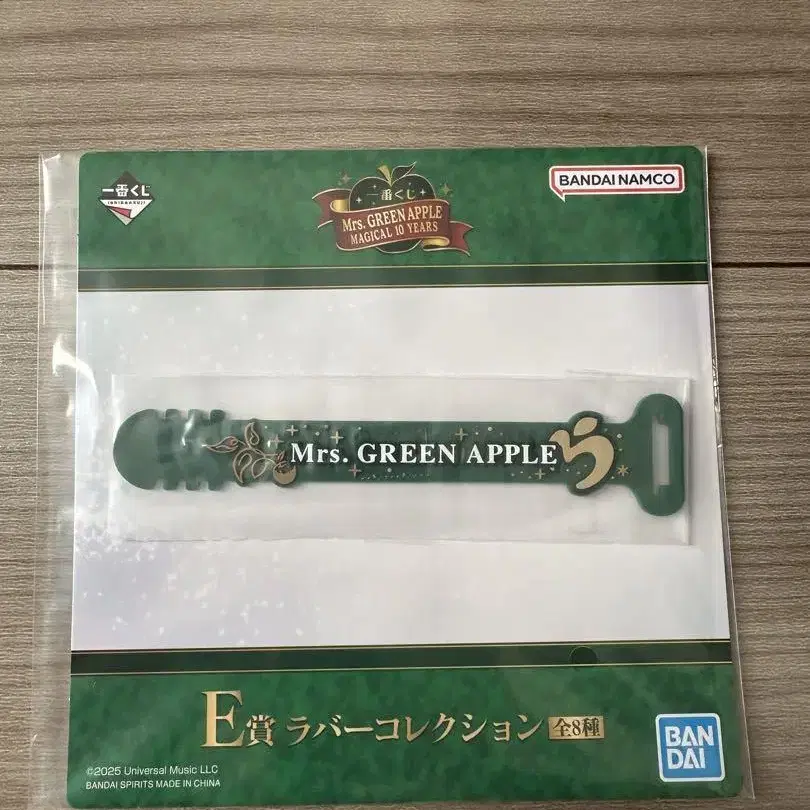 一番くじ
ICHIBANKUJI
一番くじ
Mrs. GREEN APPLE
MAGICAL 10 YEARS
BANDAI NAMCO
Mrs. GREEN APPLE
E賞 ラバーコレクション 全8種
©2025 Universal Music LLC
BANDAI SPIRITS MADE IN CHINA
BAN
DAI